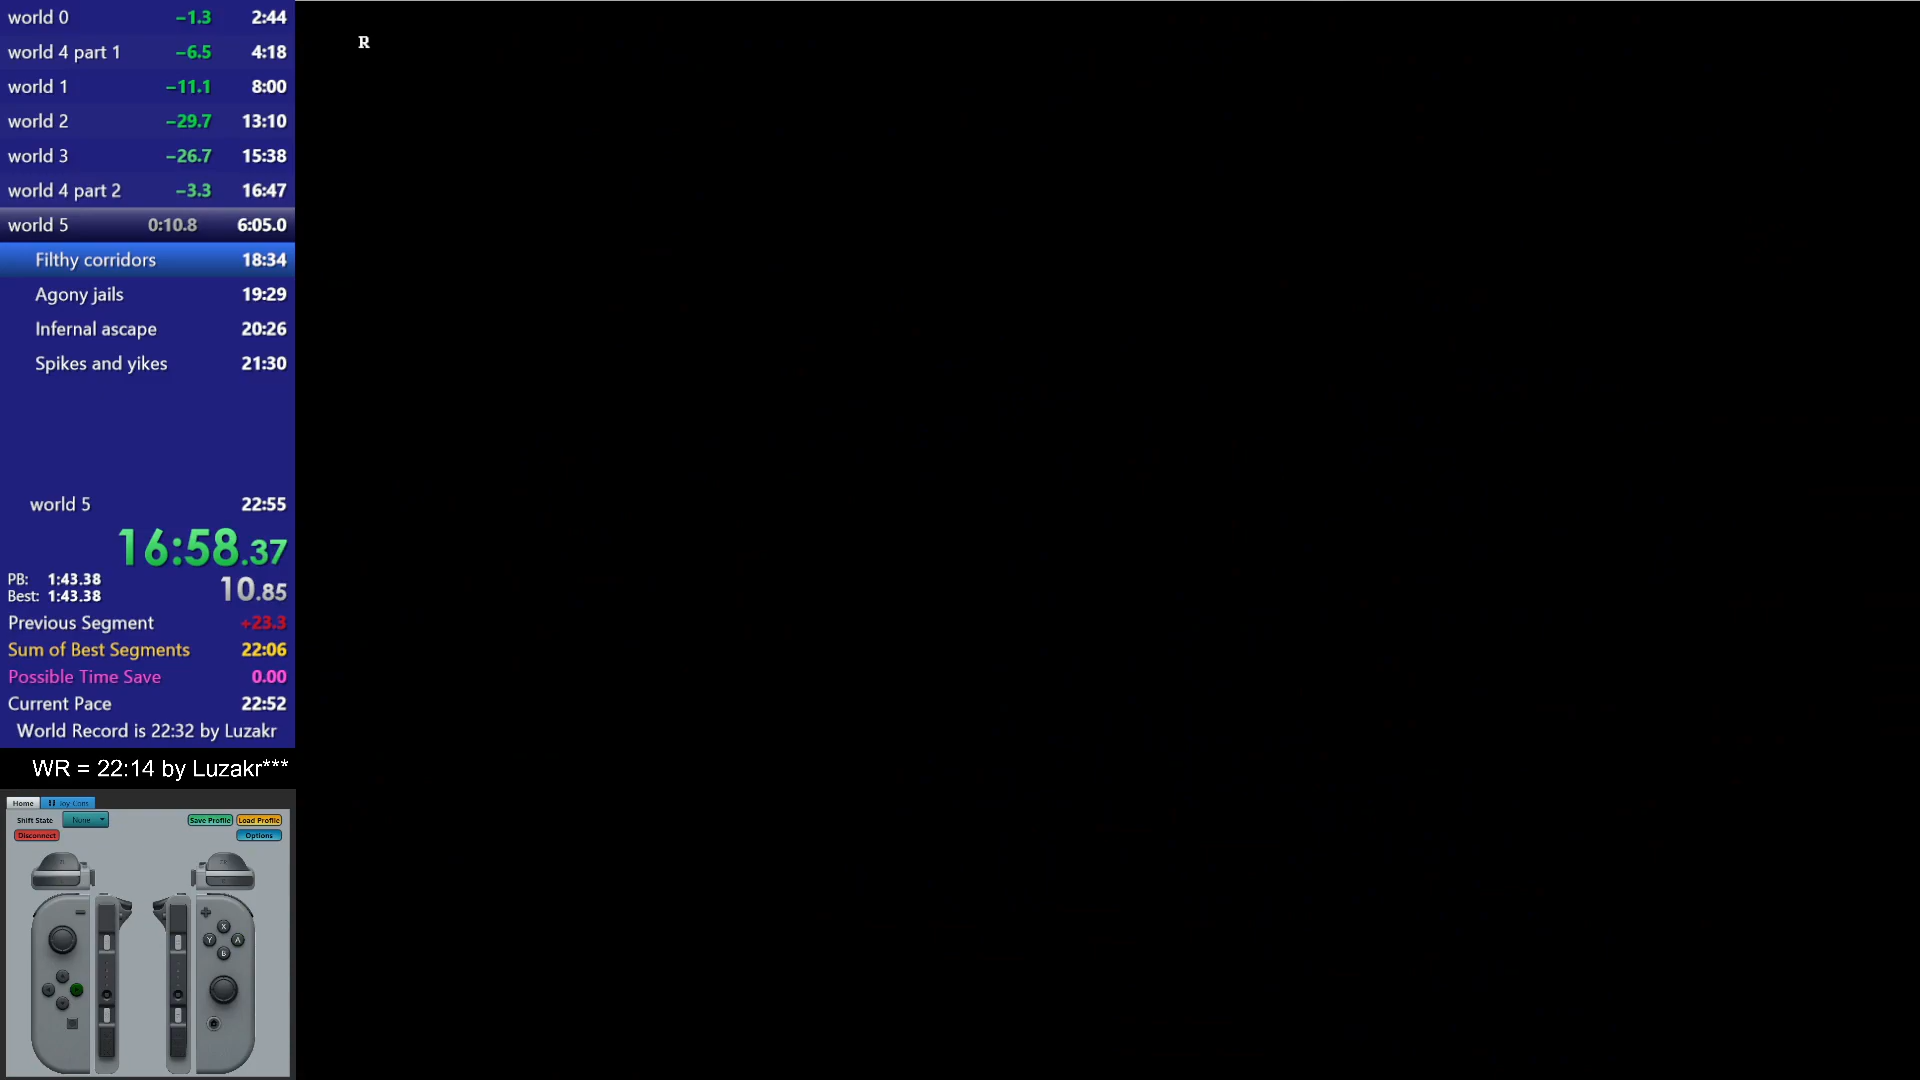 world 0 −1.3 2:44
world 4 part 1 −6.5 4:18
world 1 −11.1 8:00
world 2 −29.7 13:10
world 3 −26.7 15:38
world 4 part 2 −3.3 16:47
world 5 0:10.8 6:05.0
Filthy corridors 18:34
Agony jails 19:29
Infernal ascape 20:26
Spikes and yikes 21:30
world 5 22:55
16:58.37
PB: 1:43.38
Best: 1:43.38
10.85
Previous Segment +23.3
Sum of Best Segments 22:06
Possible Time Save 0.00
Current Pace 22:52
World Record is 22:32 by Luzakr
WR = 22:14 by Luzakr***
Home Joy Con
Shift State None Save Profile Load Profile
Disconnect Options
X
Y A
B
R